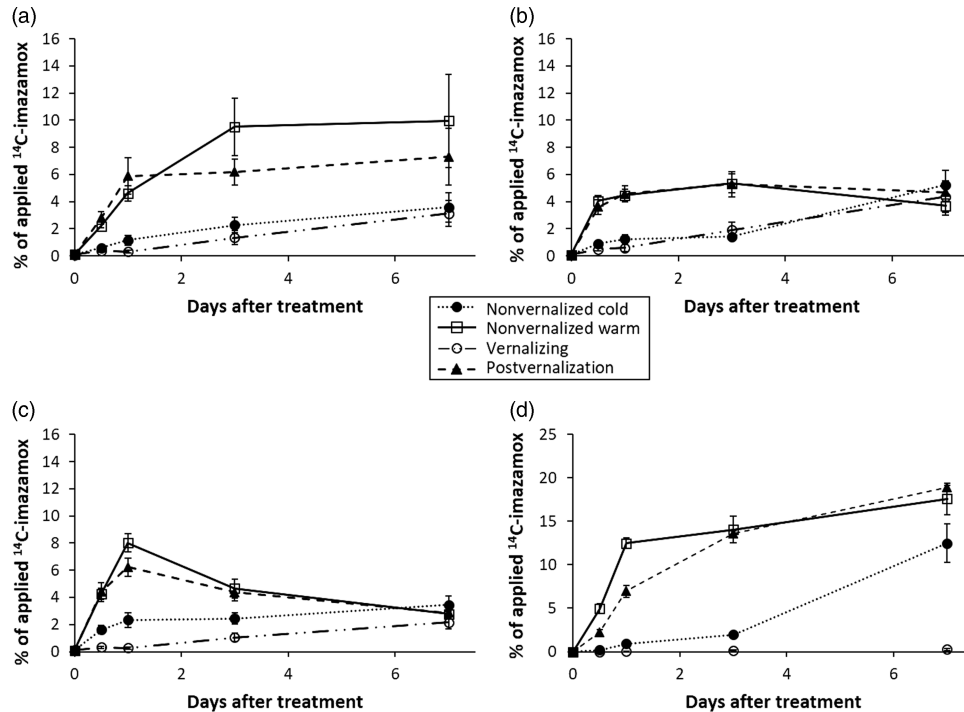 (a)
% of applied ¹⁴C-imazamox
16
14
12
10
8
6
4
2
0
0 2 4 6
Days after treatment
(b)
% of applied ¹⁴C-imazamox
16
14
12
10
8
6
4
2
0
0 2 4 6
Days after treatment
Nonvernalized cold
Nonvernalized warm
Vernalizing
Postvernalization
(c)
% of applied ¹⁴C-imazamox
16
14
12
10
8
6
4
2
0
0 2 4 6
Days after treatment
(d)
% of applied ¹⁴C-imazamox
25
20
15
10
5
0
0 2 4 6
Days after treatment